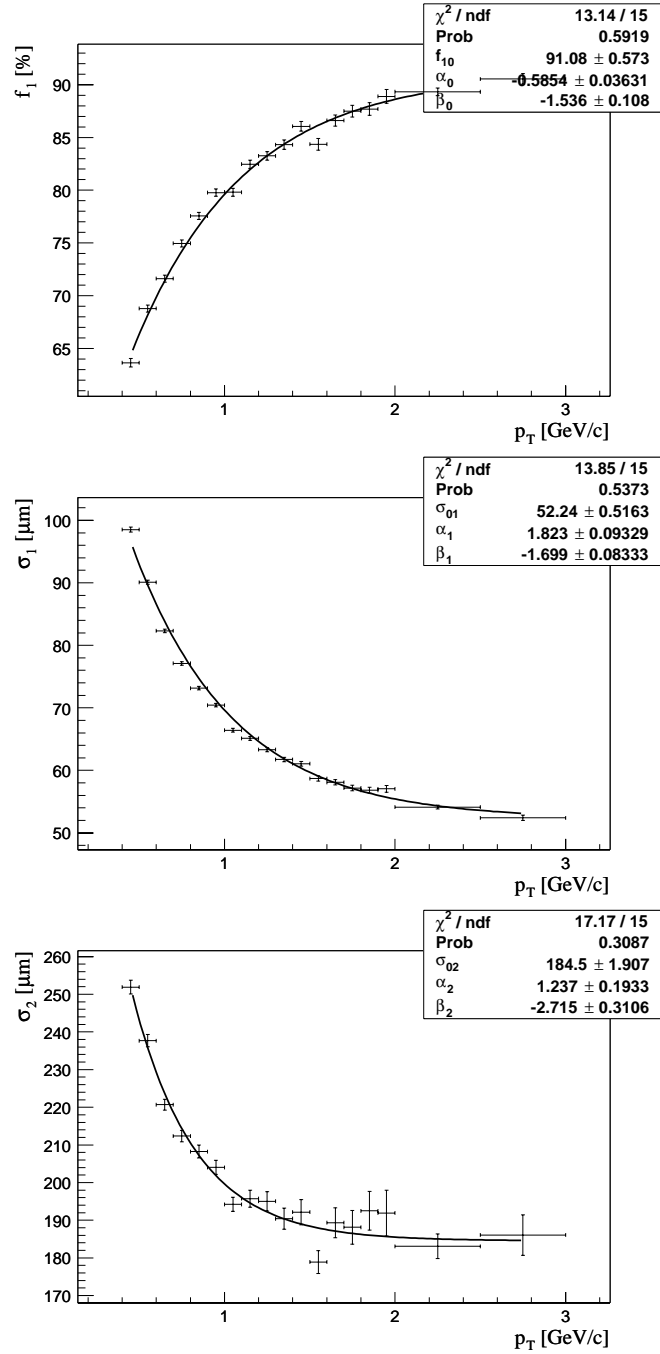 χ² / ndf 13.14 / 15
Prob 0.5919
f₁₀ 91.08 ± 0.573
α₀ -0.5854 ± 0.03631
β₀ -1.536 ± 0.108
f₁ [%]
90
85
80
75
70
65
1 2 3
p_T [GeV/c]
χ² / ndf 13.85 / 15
Prob 0.5373
σ₀₁ 52.24 ± 0.5163
α₁ 1.823 ± 0.09329
β₁ -1.699 ± 0.08333
σ₁ [μm]
100
90
80
70
60
50
1 2 3
p_T [GeV/c]
χ² / ndf 17.17 / 15
Prob 0.3087
σ₀₂ 184.5 ± 1.907
α₂ 1.237 ± 0.1933
β₂ -2.715 ± 0.3106
σ₂ [μm]
260
250
240
230
220
210
200
190
180
170
1 2 3
p_T [GeV/c]